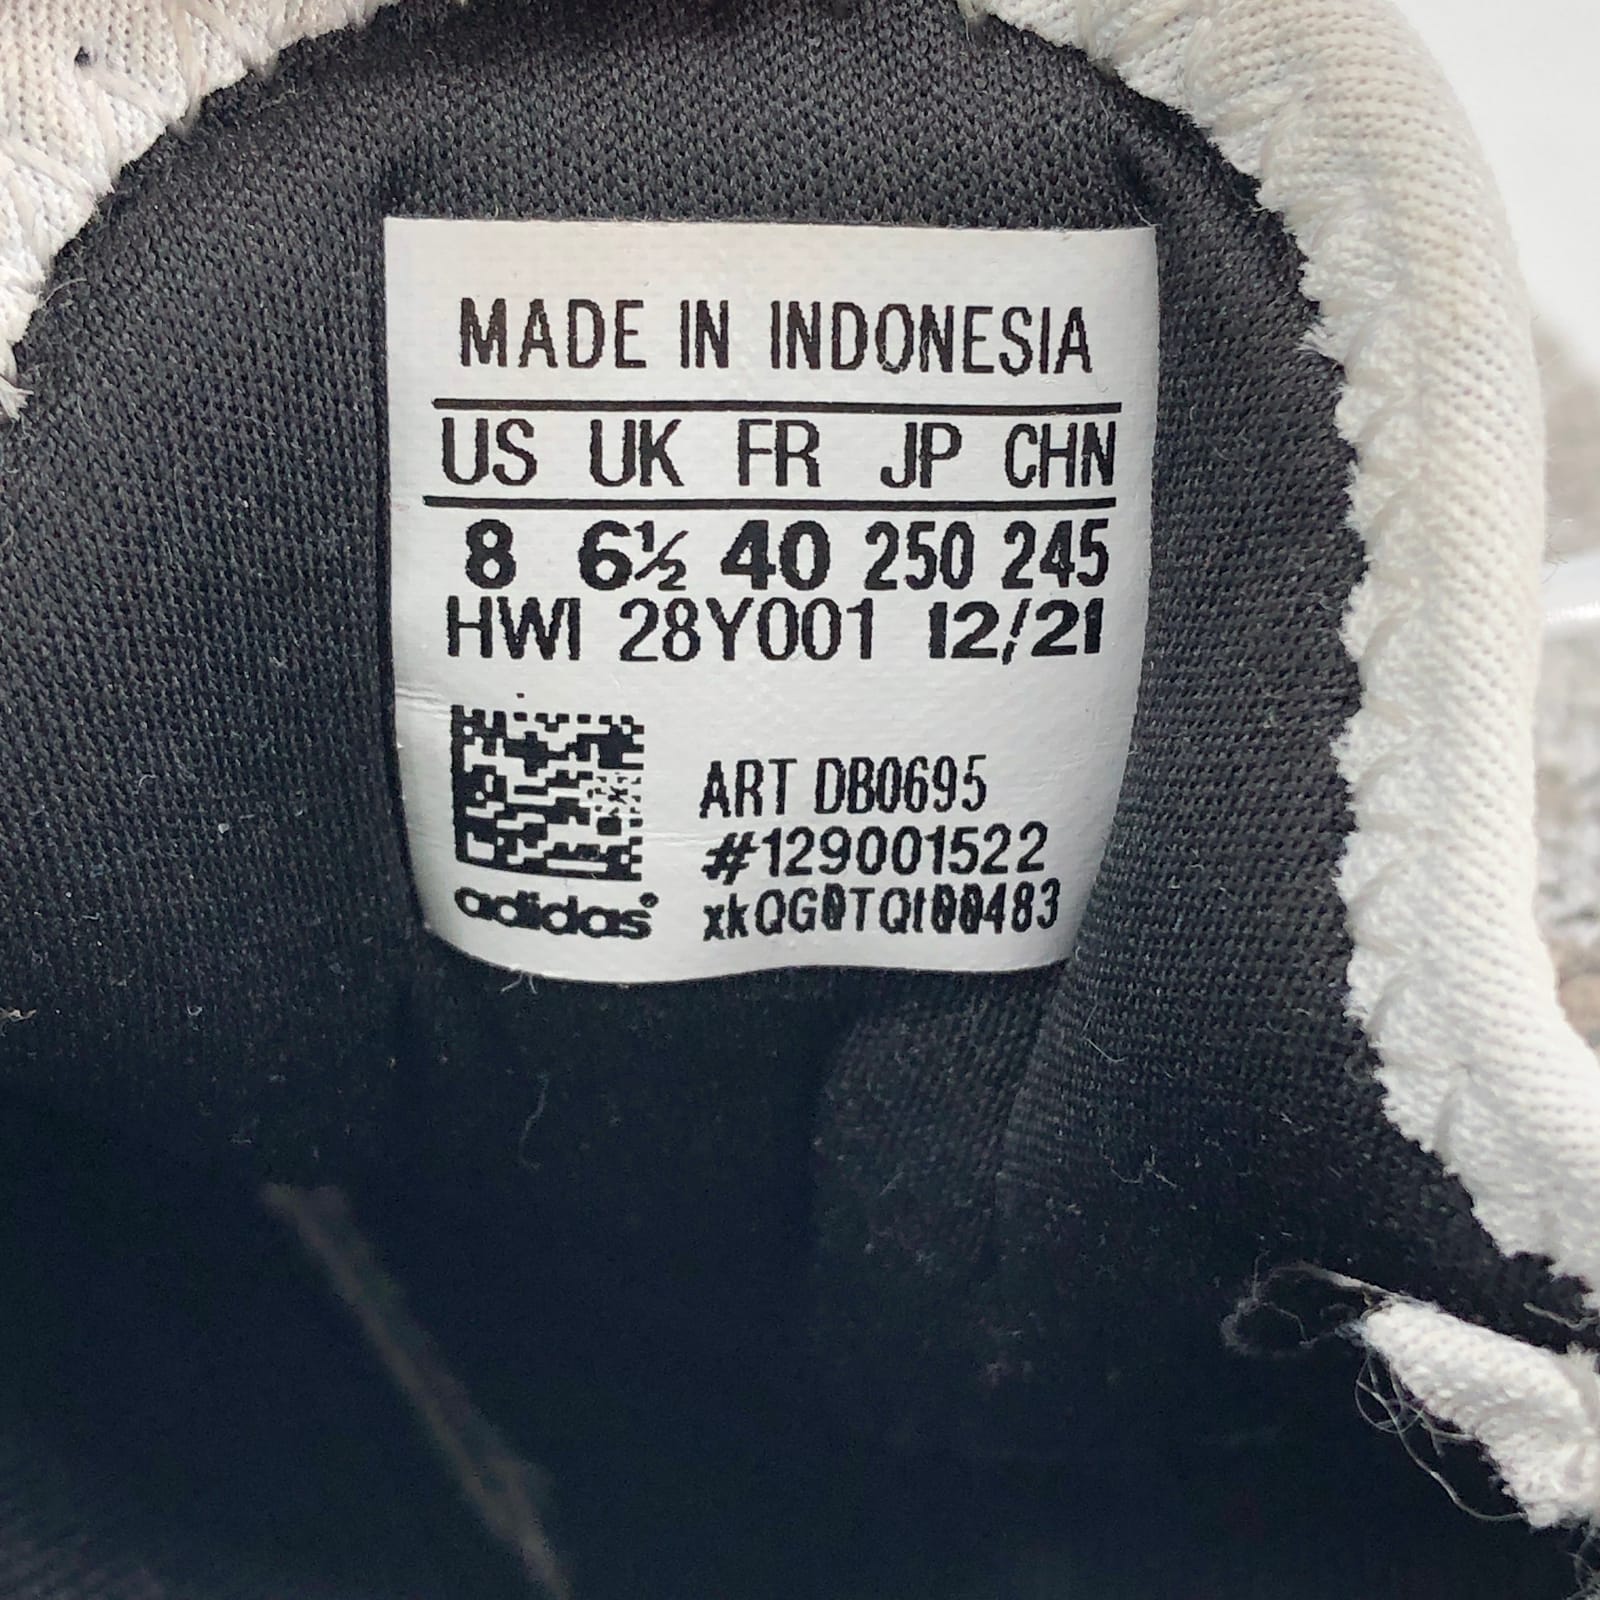 MADE IN INDONESIA
US UK FR JP CHN
8 6½ 40 250 245
HWI 28Y001 12/21
ART DB0695
#129001522
xkQG0TQt00483
adidas®